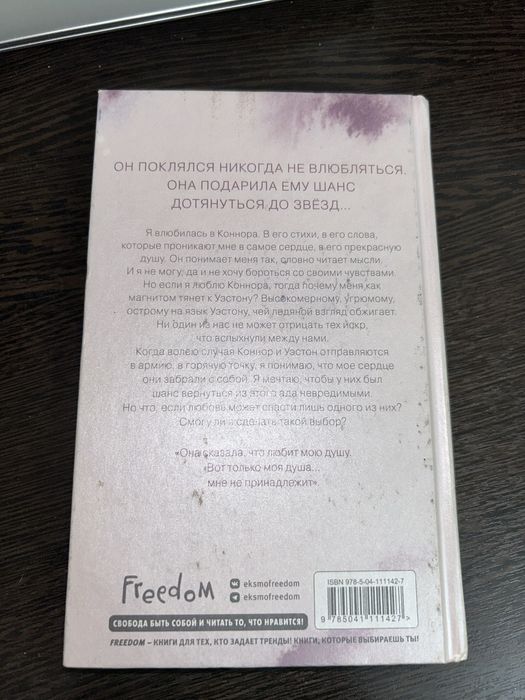 ОН ПОКЛЯЛСЯ НИКОГДА НЕ ВЛЮБЛЯТЬСЯ.
ОНА ПОДАРИЛА ЕМУ ШАНС
ДОТЯНУТЬСЯ ДО ЗВЁЗД...
Я влюбилась в Коннора. В его стихи, в его слова,
которые проникают мне в самое сердце, в его прекрасную
душу. Он понимает меня так, словно читает мысли.
И я не могу, да и не хочу бороться со своими чувствами.
Но если я люблю Коннора, тогда почему меня как
магнитом тянет к Уэстону? Высокомерному, угрюмому,
острому на язык Уэстону, чей ледяной взгляд обжигает.
Ни один из нас не может отрицать тех искр,
что вспыхнули между нами.
Когда волею случая Коннор и Уэстон отправляются
в армию, в горячую точку, я понимаю, что мое сердце
они забрали с собой. Я мечтаю, чтобы у них был
шанс вернуться из этого ада невредимыми.
Но что, если любовь может спасти лишь одного из них?
Смогу ли я сделать такой выбор?
«Она сказала, что любит мою душу.
Вот только моя душа...
мне не принадлежит».
Freedom
eksmofreedom
eksmofreedom
СВОБОДА БЫТЬ СОБОЙ И ЧИТАТЬ ТО, ЧТО НРАВИТСЯ!
FREEDOM – КНИГИ ДЛЯ ТЕХ, КТО ЗАДАЕТ ТРЕНДЫ! КНИГИ, КОТОРЫЕ ВЫБИРАЕШЬ ТЫ!
ISBN 978-5-04-111142-7
9 785041 111427 >